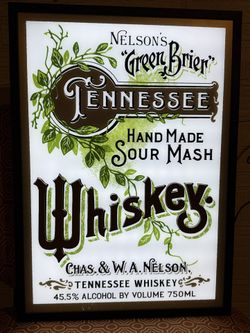 NELSON'S
"Green Brier"
TENNESSEE
HAND MADE
SOUR MASH
Whiskey.
CHAS. & W. A. NELSON.
TENNESSEE WHISKEY
45.5% ALCOHOL BY VOLUME 750ML